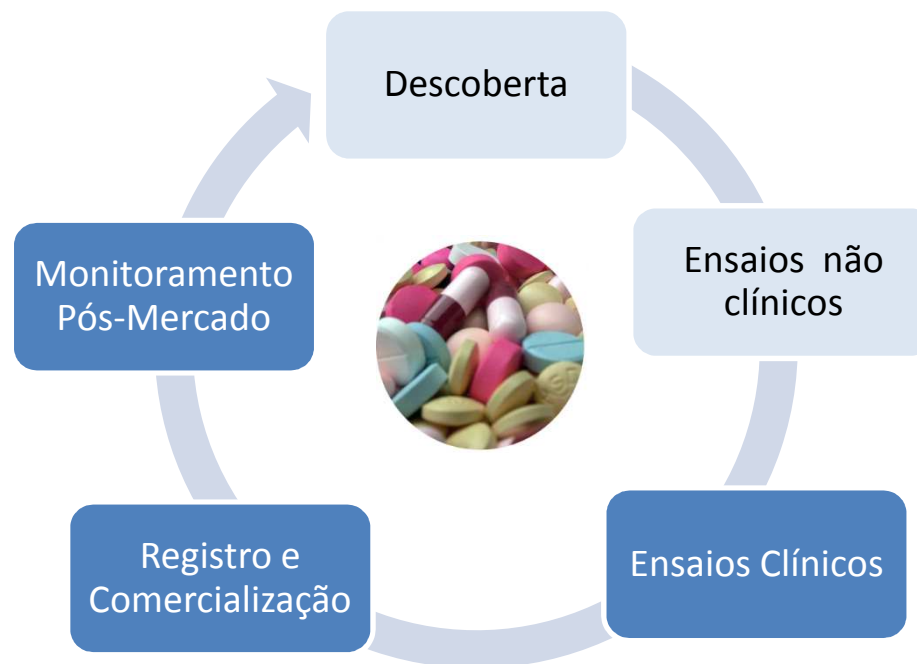 Descoberta
Ensaios não
clínicos
Ensaios Clínicos
Registro e
Comercialização
Monitoramento
Pós-Mercado